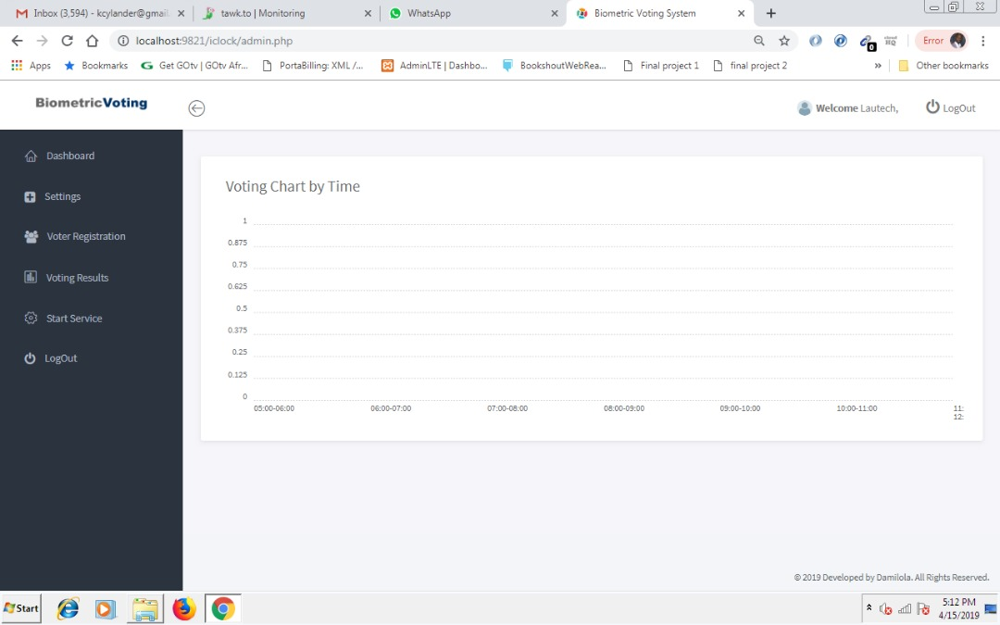 Inbox (3,594) - kcylander@gmail.
tawk.to | Monitoring
WhatsApp
Biometric Voting System
localhost:9821/iclock/admin.php
0
Error
Apps
Bookmarks
Get GOtv | GOtv Afr...
PortaBilling: XML /...
AdminLTE | Dashbo...
BookshoutWebRea...
Final project 1
final project 2
»
Other bookmarks
BiometricVoting
Welcome Lautech,
LogOut
Dashboard
Settings
Voter Registration
Voting Results
Start Service
LogOut
Voting Chart by Time
1
0.875
0.75
0.625
0.5
0.375
0.25
0.125
0
05:00-06:00
06:00-07:00
07:00-08:00
08:00-09:00
09:00-10:00
10:00-11:00
11:
12:
© 2019 Developed by Damilola. All Rights Reserved.
Start
5:12 PM
4/15/2019